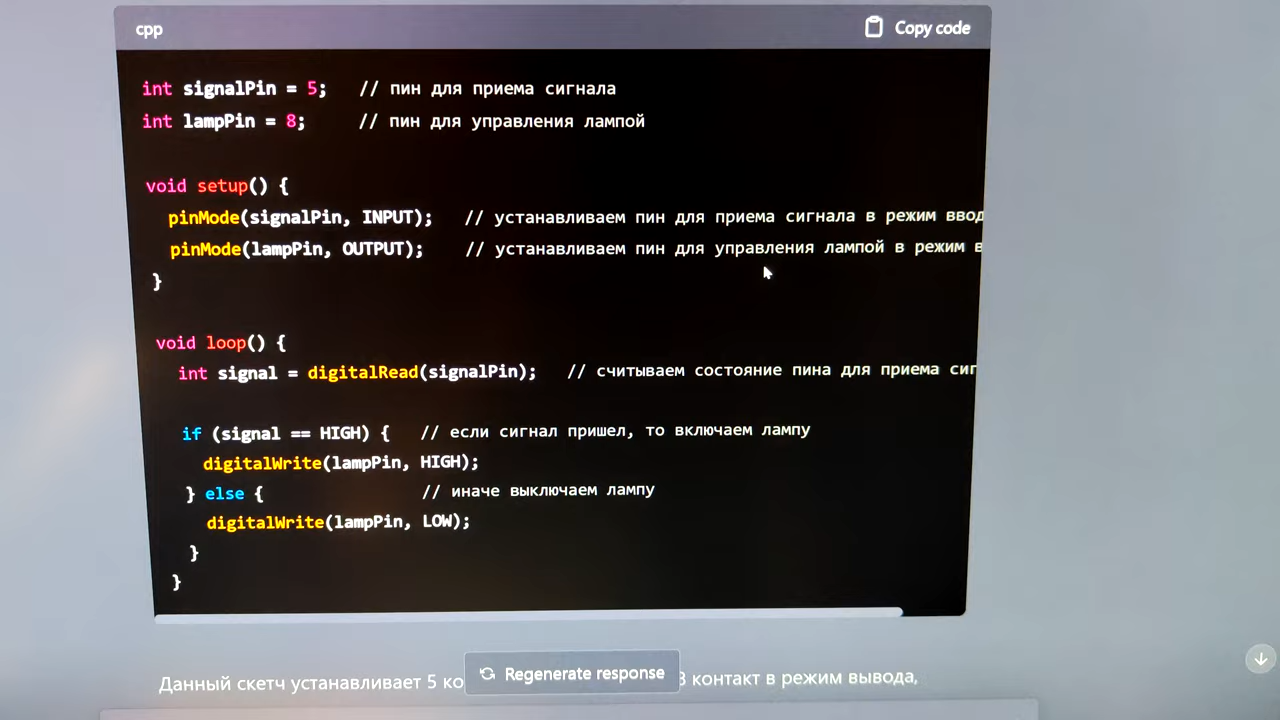 cpp
Copy code
int signalPin = 5;   // пин для приема сигнала
int lampPin = 8;     // пин для управления лампой
void setup() {
  pinMode(signalPin, INPUT);   // устанавливаем пин для приема сигнала в режим ввод
  pinMode(lampPin, OUTPUT);    // устанавливаем пин для управления лампой в режим в
}
void loop() {
  int signal = digitalRead(signalPin);   // считываем состояние пина для приема сиг
  if (signal == HIGH) {   // если сигнал пришел, то включаем лампу
    digitalWrite(lampPin, HIGH);
  } else {                // иначе выключаем лампу
    digitalWrite(lampPin, LOW);
  }
}
Regenerate response
Данный скетч устанавливает 5 ко 8 контакт в режим вывода,